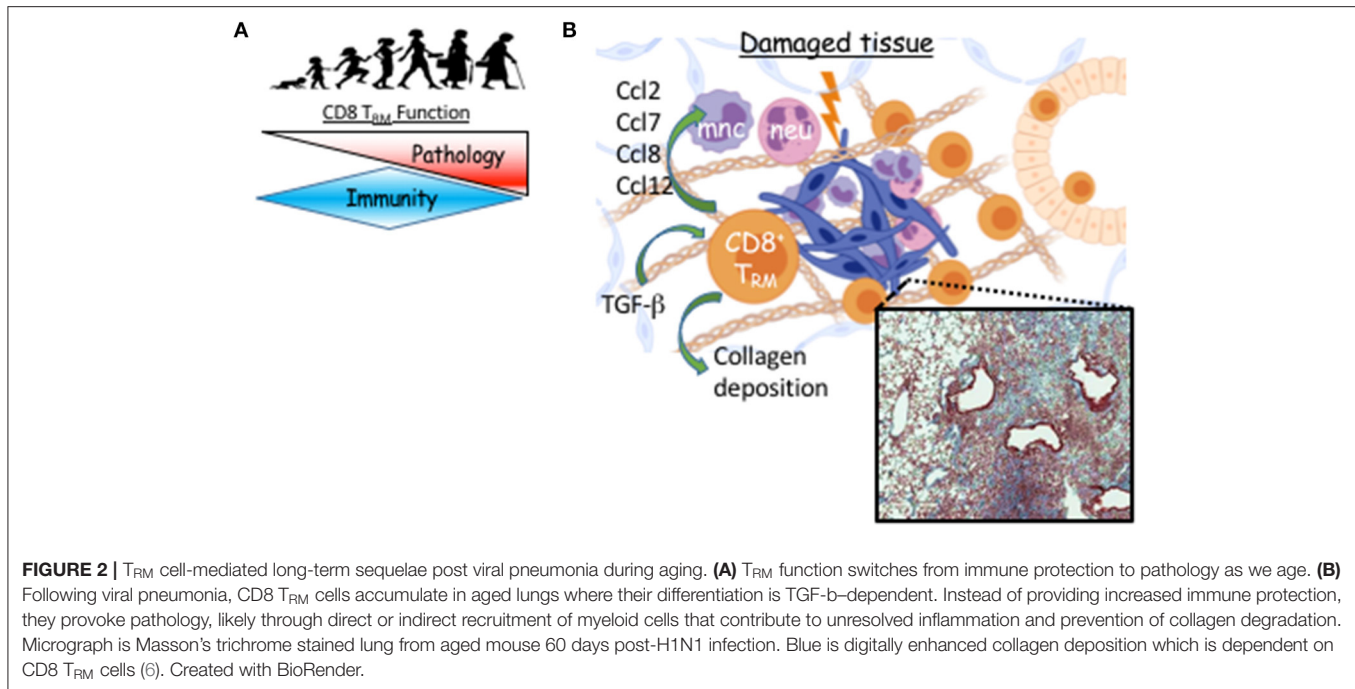 A
CD8 TRM Function
Pathology
Immunity
B
Damaged tissue
Ccl2
Ccl7
Ccl8
Ccl12
mnc
neu
CD8+
TRM
TGF-β
Collagen
deposition
FIGURE 2 | TRM cell-mediated long-term sequelae post viral pneumonia during aging. (A) TRM function switches from immune protection to pathology as we age. (B)
Following viral pneumonia, CD8 TRM cells accumulate in aged lungs where their differentiation is TGF-b–dependent. Instead of providing increased immune protection,
they provoke pathology, likely through direct or indirect recruitment of myeloid cells that contribute to unresolved inflammation and prevention of collagen degradation.
Micrograph is Masson's trichrome stained lung from aged mouse 60 days post-H1N1 infection. Blue is digitally enhanced collagen deposition which is dependent on
CD8 TRM cells (6). Created with BioRender.